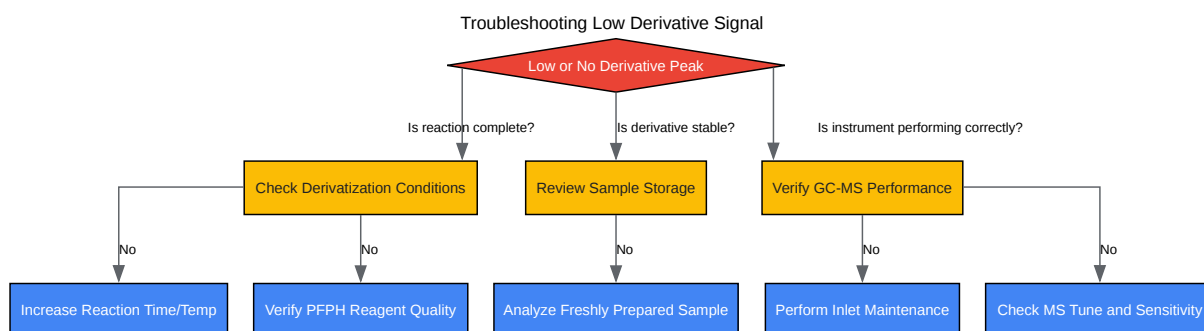 Troubleshooting Low Derivative Signal
Low or No Derivative Peak
Is reaction complete?
Is derivative stable?
Is instrument performing correctly?
Check Derivatization Conditions
Review Sample Storage
Verify GC-MS Performance
No
No
No
No
No
Increase Reaction Time/Temp
Verify PFPH Reagent Quality
Analyze Freshly Prepared Sample
Perform Inlet Maintenance
Check MS Tune and Sensitivity